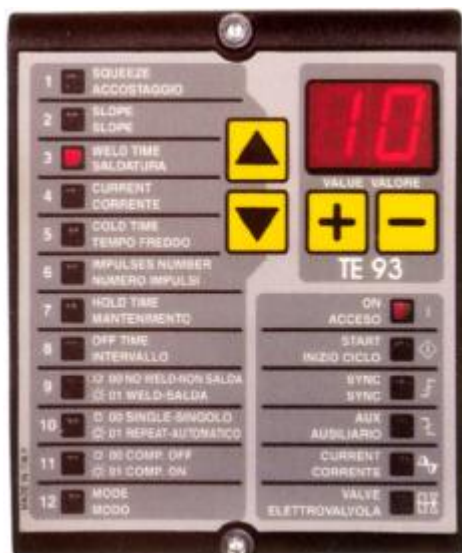 1 SQUEEZE
ACCOSTAGGIO
2 SLOPE
SLOPE
3 WELD TIME
SALDATURA
4 CURRENT
CORRENTE
5 COLD TIME
TEMPO FREDDO
6 IMPULSES NUMBER
NUMERO IMPULSI
7 HOLD TIME
MANTENIMENTO
8 OFF TIME
INTERVALLO
9 00 NO WELD-NON SALDA
01 WELD-SALDA
10 00 SINGLE-SINGOLO
01 REPEAT-AUTOMATICO
11 00 COMP. OFF
01 COMP. ON
12 MODE
MODO
10
VALUE VALORE
+ −
TE 93
ON
ACCESO I
START
INIZIO CICLO
SYNC
SYNC
AUX
AUSILIARIO
CURRENT
CORRENTE
VALVE
ELETTROVALVOLA
MADE IN ITALY